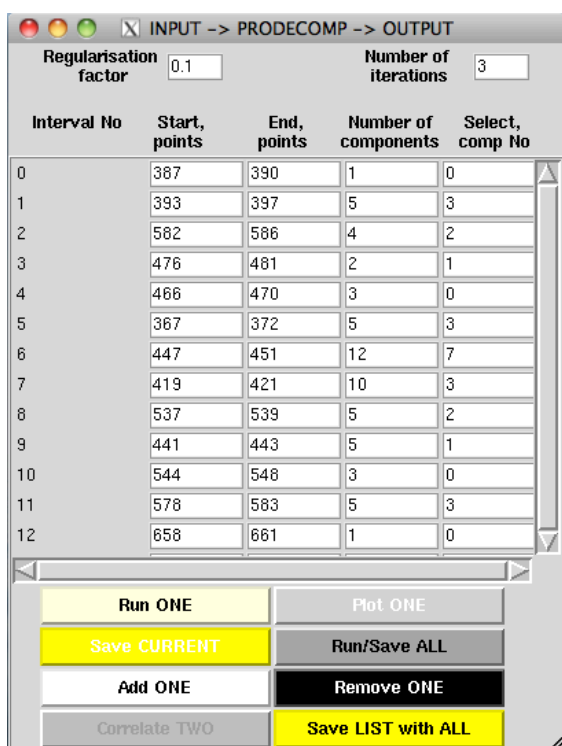 X INPUT -> PRODECOMP -> OUTPUT
Regularisation factor 0.1 Number of iterations 3
Interval No Start, points End, points Number of components Select, comp No
0 387 390 1 0
1 393 397 5 3
2 582 586 4 2
3 476 481 2 1
4 466 470 3 0
5 367 372 5 3
6 447 451 12 7
7 419 421 10 3
8 537 539 5 2
9 441 443 5 1
10 544 548 3 0
11 578 583 5 3
12 658 661 1 0
Run ONE Plot ONE
Save CURRENT Run/Save ALL
Add ONE Remove ONE
Correlate TWO Save LIST with ALL